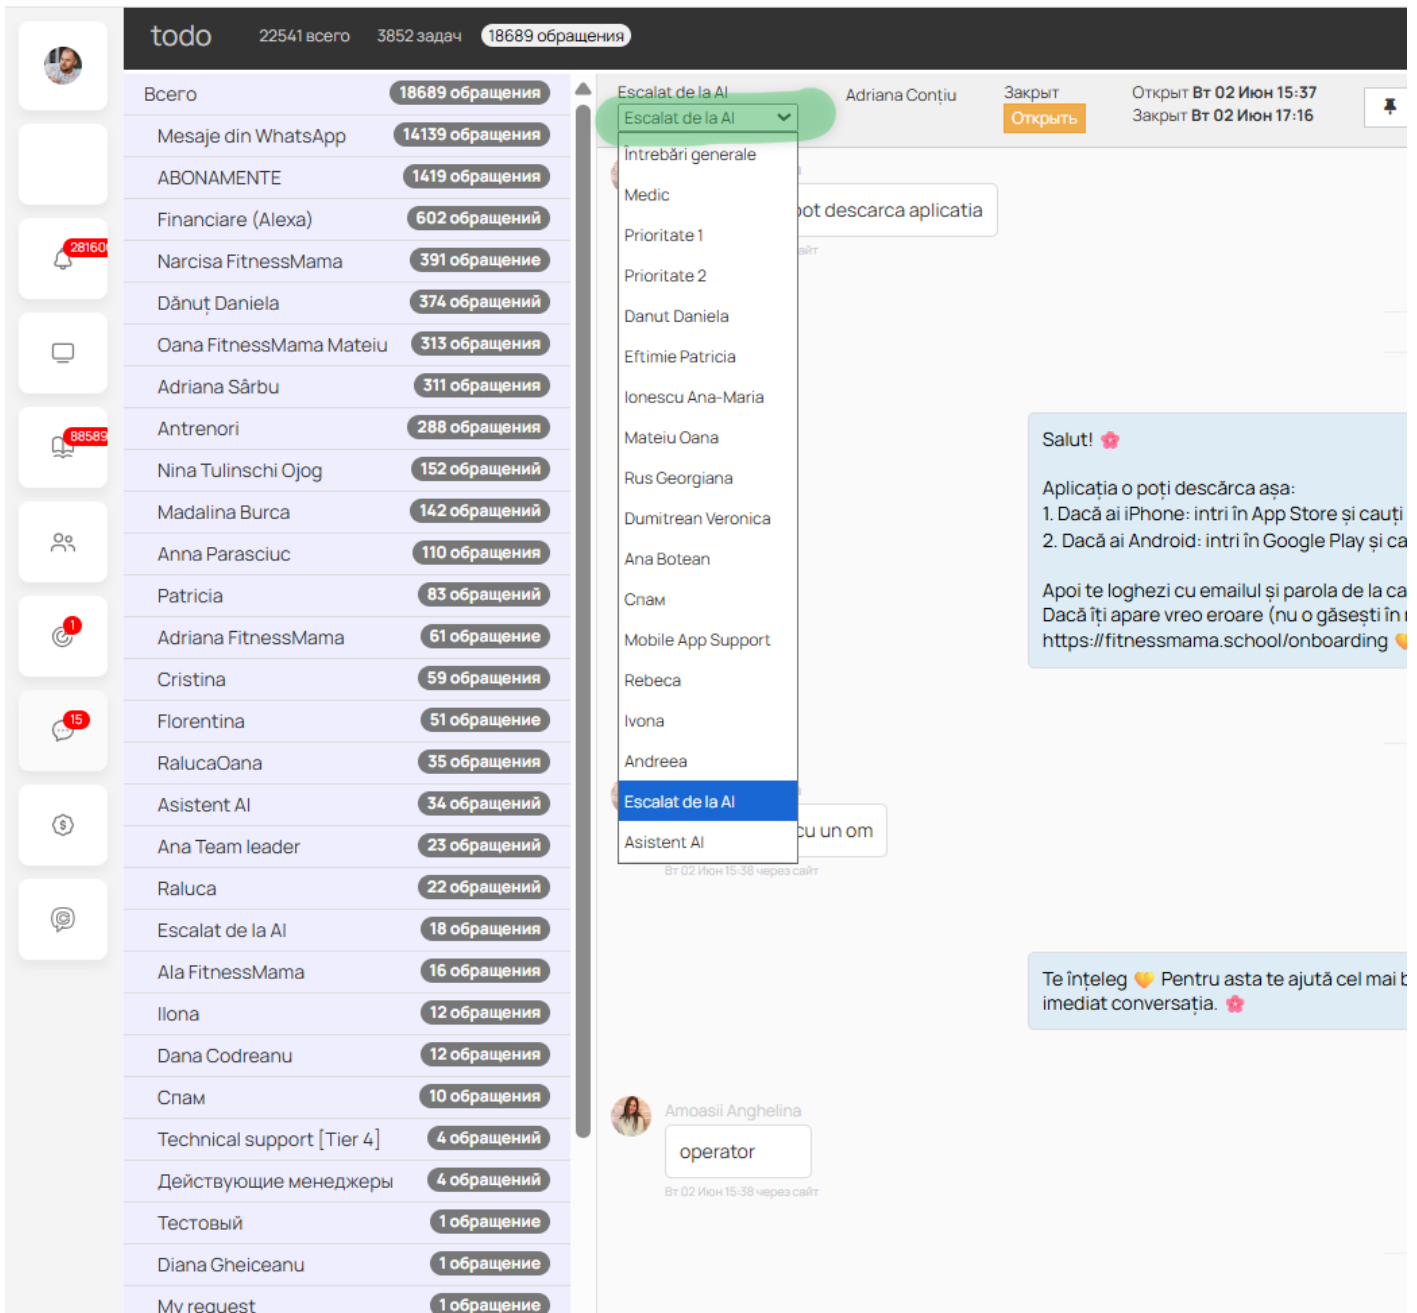 todo
22541 всего
3852 задач
18689 обращения
281600
88589
1
15
Всего 18689 обращения
Mesaje din WhatsApp 14139 обращения
ABONAMENTE 1419 обращений
Financiare (Alexa) 602 обращений
Narcisa FitnessMama 391 обращение
Dănuț Daniela 374 обращений
Oana FitnessMama Mateiu 313 обращения
Adriana Sârbu 311 обращения
Antrenori 288 обращения
Nina Tulinschi Ojog 152 обращений
Madalina Burca 142 обращений
Anna Parasciuc 110 обращения
Patricia 83 обращений
Adriana FitnessMama 61 обращение
Cristina 59 обращений
Florentina 51 обращение
RalucaOana 35 обращений
Asistent AI 34 обращений
Ana Team leader 23 обращений
Raluca 22 обращений
Escalat de la AI 18 обращения
Ala FitnessMama 16 обращения
Ilona 12 обращения
Dana Codreanu 12 обращения
Спам 10 обращения
Technical support [Tier 4] 4 обращений
Действующие менеджеры 4 обращений
Тестовый 1 обращение
Diana Gheiceanu 1 обращение
My request 1 обращение
Escalat de la AI
Escalat de la AI
Adriana Conțiu
Закрыт
Открыть
Открыт Вт 02 Июн 15:37
Закрыт Вт 02 Июн 17:16
Întrebări generale
Medic
Prioritate 1
Prioritate 2
Danut Daniela
Eftimie Patricia
Ionescu Ana-Maria
Mateiu Oana
Rus Georgiana
Dumitrean Veronica
Ana Botean
Спам
Mobile App Support
Rebeca
Ivona
Andreea
Escalat de la AI
Asistent AI
pot descarca aplicatia
Salut! 🌸
Aplicația o poți descărca așa:
1. Dacă ai iPhone: intri în App Store și cauți
2. Dacă ai Android: intri în Google Play și ca
Apoi te loghezi cu emailul și parola de la ca
Dacă îți apare vreo eroare (nu o găsești în
https://fitnessmama.school/onboarding 🧡
cu un om
Вт 02 Июн 15:38 через сайт
Te înțeleg 🧡 Pentru asta te ajută cel mai b
imediat conversația. 🌸
Amoasii Anghelina
operator
Вт 02 Июн 15:38 через сайт